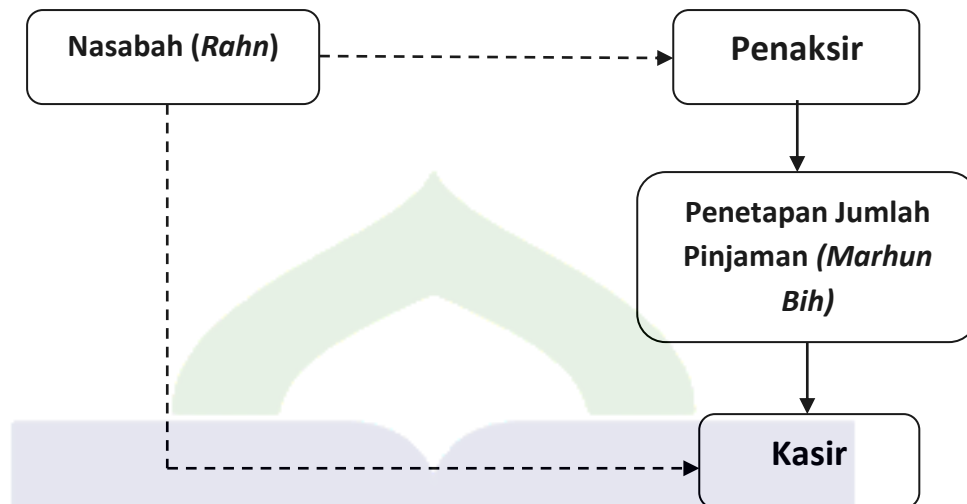 Nasabah (Rahn)
Penaksir
Penetapan Jumlah
Pinjaman (Marhun
Bih)
Kasir